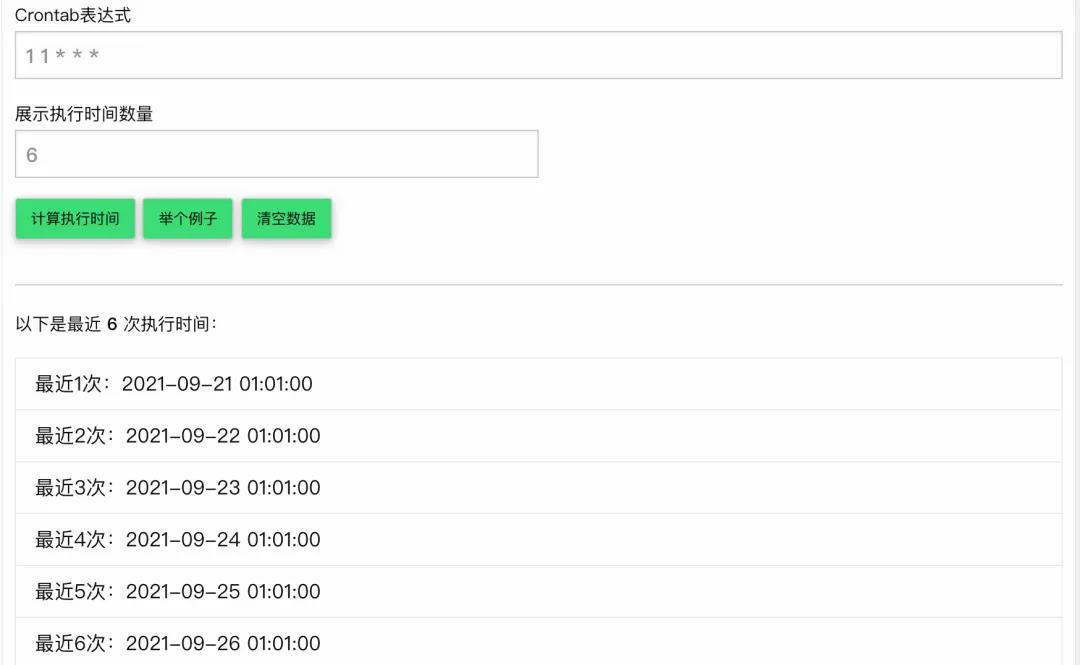 Crontab表达式
1 1 * * *
展示执行时间数量
6
计算执行时间 举个例子 清空数据
以下是最近 6 次执行时间：
最近1次：2021-09-21 01:01:00
最近2次：2021-09-22 01:01:00
最近3次：2021-09-23 01:01:00
最近4次：2021-09-24 01:01:00
最近5次：2021-09-25 01:01:00
最近6次：2021-09-26 01:01:00